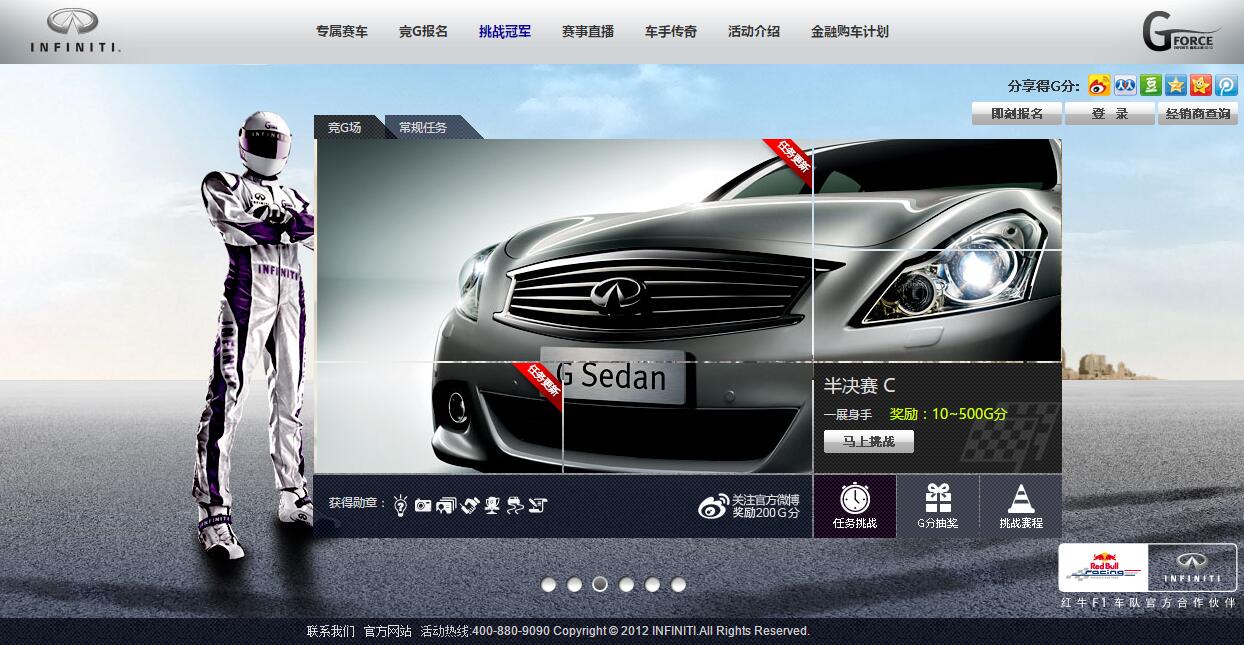 INFINITI.
专属赛车 竞G报名 挑战冠军 赛事直播 车手传奇 活动介绍 金融购车计划
G FORCE
分享得G分:
豆
即刻报名 登 录 经销商查询
竞G场 常规任务
任务更新
INFINITI
G Sedan
任务更新
半决赛 C
一展身手 奖励：10~500G分
马上挑战
获得勋章：
关注官方微博
奖励200G分
任务挑战 G分抽奖 挑战赛程
Red Bull
racing
INFINITI
红牛F1车队官方合作伙伴
联系我们 官方网站 活动热线:400-880-9090 Copyright © 2012 INFINITI.All Rights Reserved.